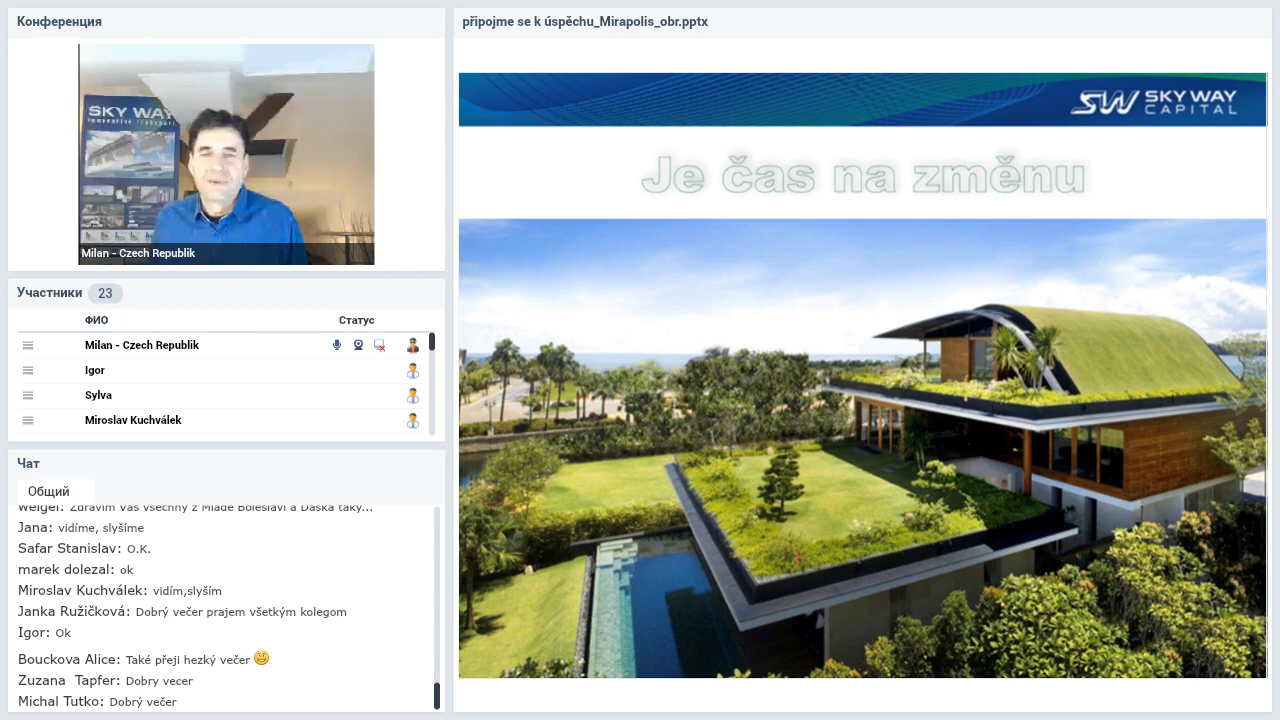 Конференция
SKY WAY
Milan - Czech Republik
Участники 23
ФИО Статус
Milan - Czech Republik
Igor
Sylva
Miroslav Kuchválek
Чат
Общий
weigel: Zdravím Vás všechny z Mladé Boleslavi a Daška taky...
Jana: vidíme, slyšíme
Safar Stanislav: O.K.
marek dolezal: ok
Miroslav Kuchválek: vidím,slyším
Janka Ružičková: Dobrý večer prajem všetkým kolegom
Igor: Ok
Bouckova Alice: Také přeji hezký večer
Zuzana Tapfer: Dobry vecer
Michal Tutko: Dobrý večer
připojme se k úspěchu_Mirapolis_obr.pptx
SW SKY WAY
CAPITAL
Je čas na změnu